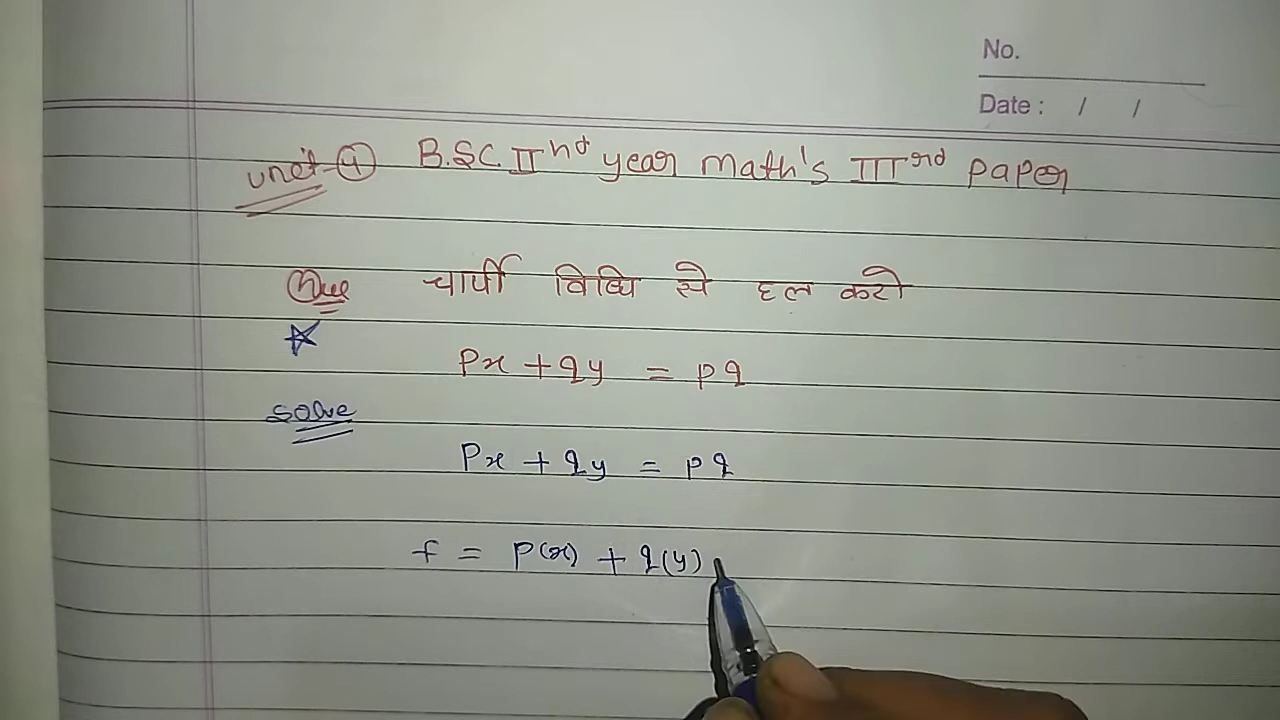 No.
Date : / /
unit-④ B.SC. IInd year math's IIIrd paper
Que चार्पी विधि से हल करो
px + qy = pq
solve
px + qy = pq
f = p(x) + q(y)